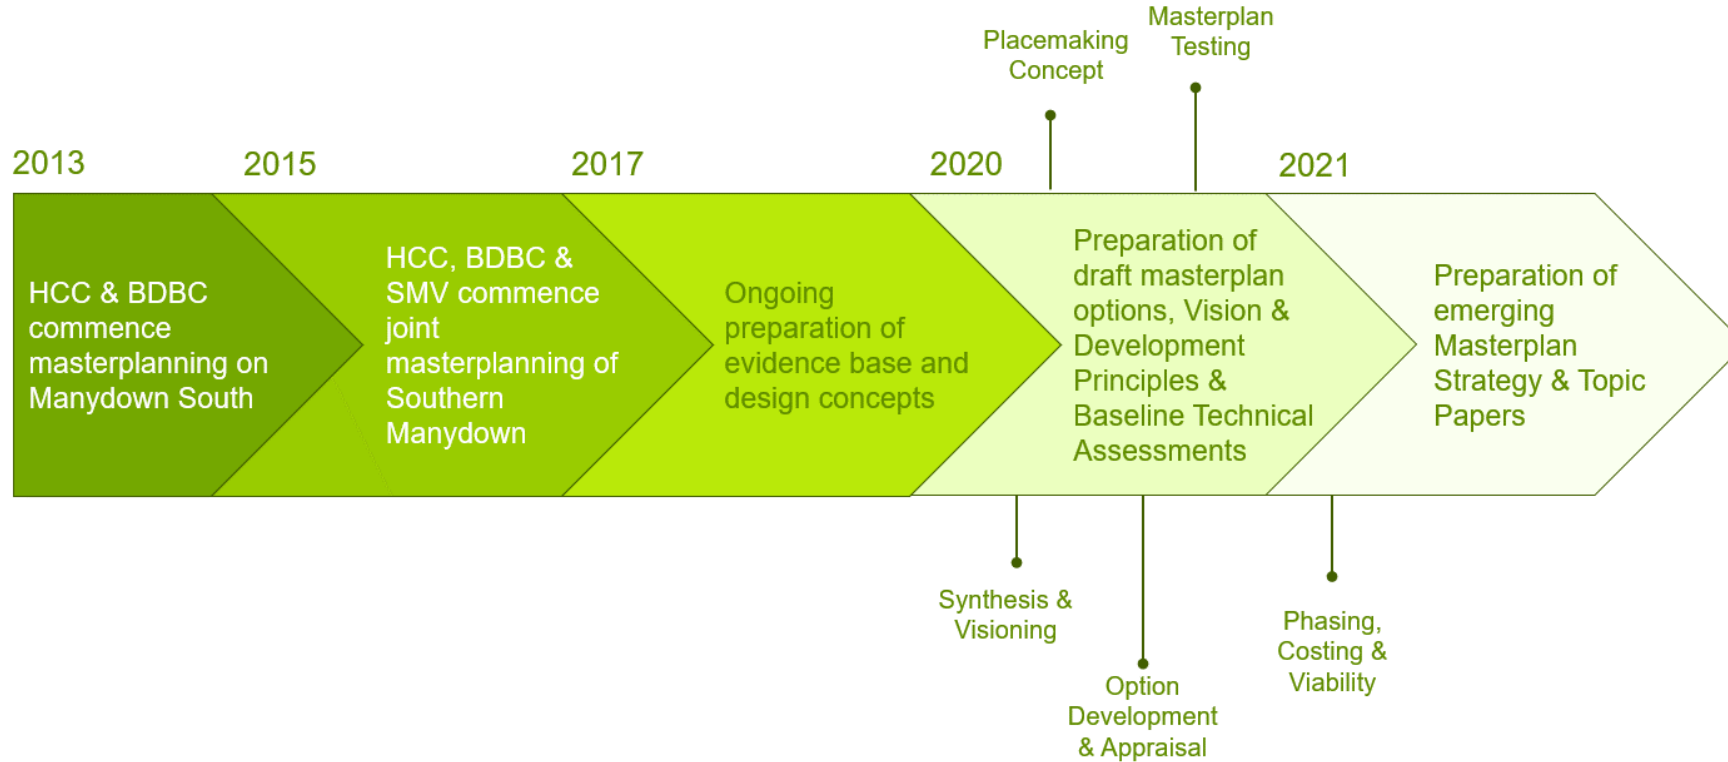 Masterplan
Testing
Placemaking
Concept
2013
2015
2017
2020
2021
HCC & BDBC
commence
masterplanning on
Manydown South
HCC, BDBC &
SMV commence
joint
masterplanning of
Southern
Manydown
Ongoing
preparation of
evidence base and
design concepts
Preparation of
draft masterplan
options, Vision &
Development
Principles &
Baseline Technical
Assessments
Preparation of
emerging
Masterplan
Strategy & Topic
Papers
Synthesis &
Visioning
Option
Development
& Appraisal
Phasing,
Costing &
Viability